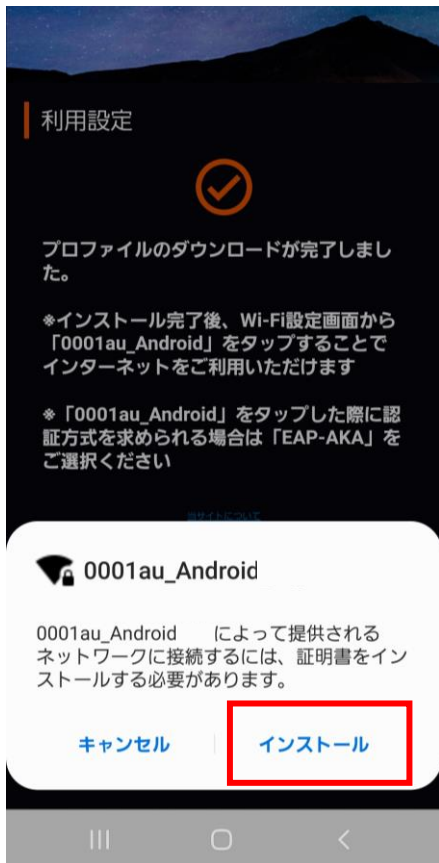 利用設定
プロファイルのダウンロードが完了しまし
た。
※インストール完了後、Wi-Fi設定画面から
「0001au_Android」をタップすることで
インターネットをご利用いただけます
※「0001au_Android」をタップした際に認
証方式を求められる場合は「EAP-AKA」を
ご選択ください
当サイトについて
0001au_Android
0001au_Android によって提供される
ネットワークに接続するには、証明書をイン
ストールする必要があります。
キャンセル インストール